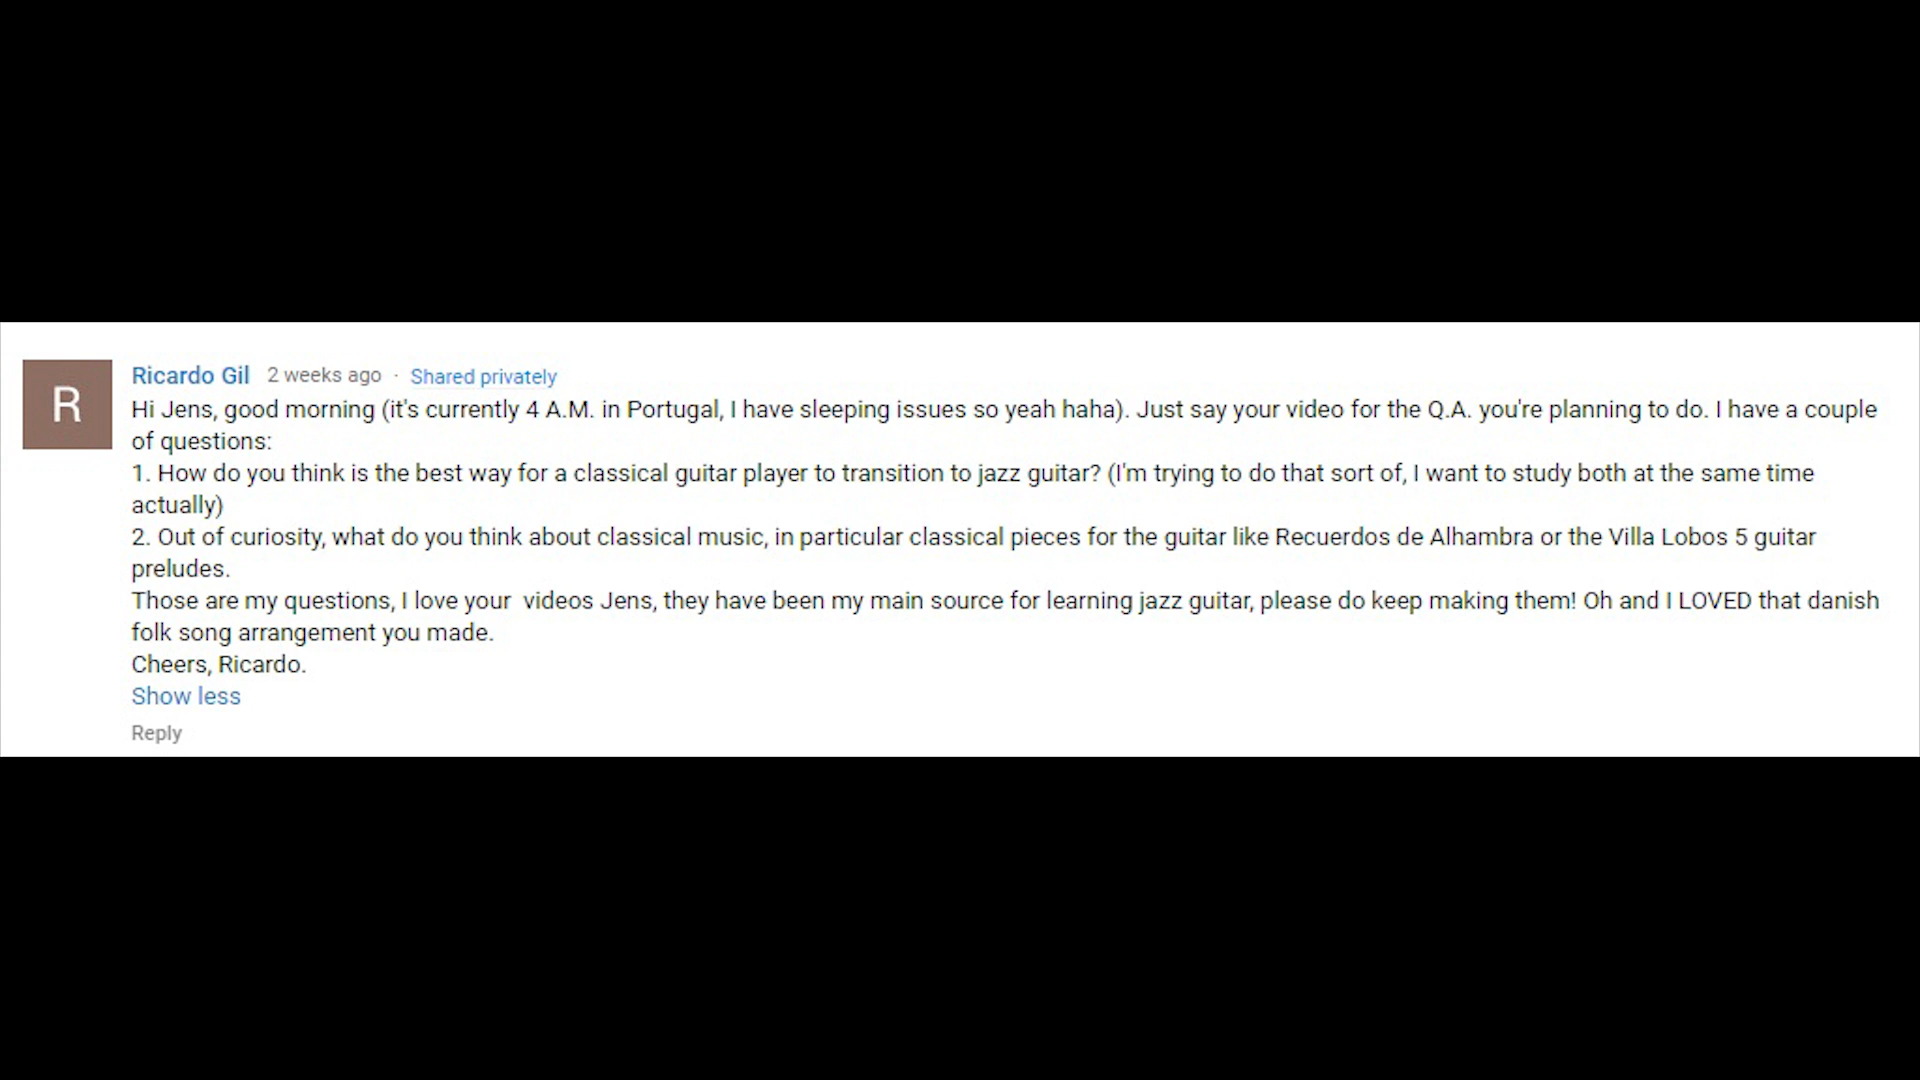 R
Ricardo Gil 2 weeks ago · Shared privately
Hi Jens, good morning (it's currently 4 A.M. in Portugal, I have sleeping issues so yeah haha). Just say your video for the Q.A. you're planning to do. I have a couple
of questions:
1. How do you think is the best way for a classical guitar player to transition to jazz guitar? (I'm trying to do that sort of, I want to study both at the same time
actually)
2. Out of curiosity, what do you think about classical music, in particular classical pieces for the guitar like Recuerdos de Alhambra or the Villa Lobos 5 guitar
preludes.
Those are my questions, I love your  videos Jens, they have been my main source for learning jazz guitar, please do keep making them! Oh and I LOVED that danish
folk song arrangement you made.
Cheers, Ricardo.
Show less
Reply